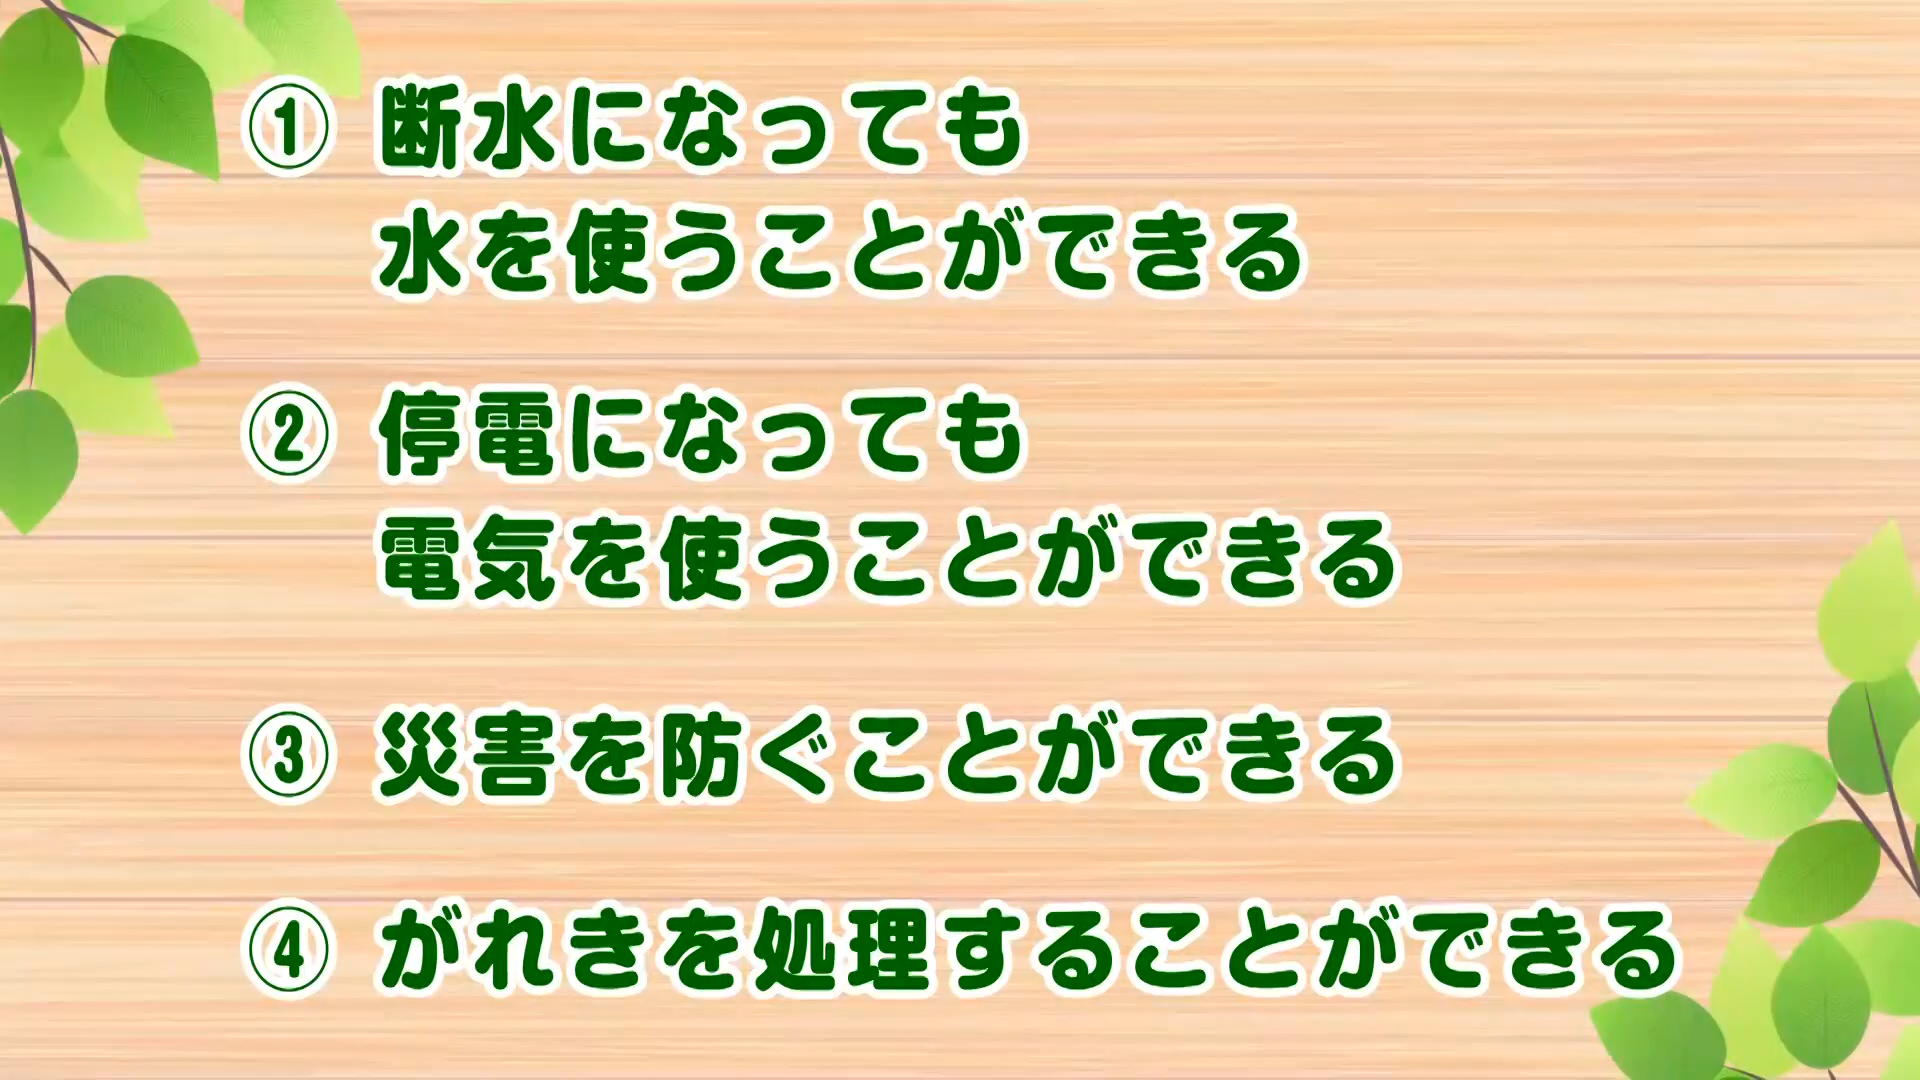 ① 断水になっても
水を使うことができる
② 停電になっても
電気を使うことができる
③ 災害を防ぐことができる
④ がれきを処理することができる